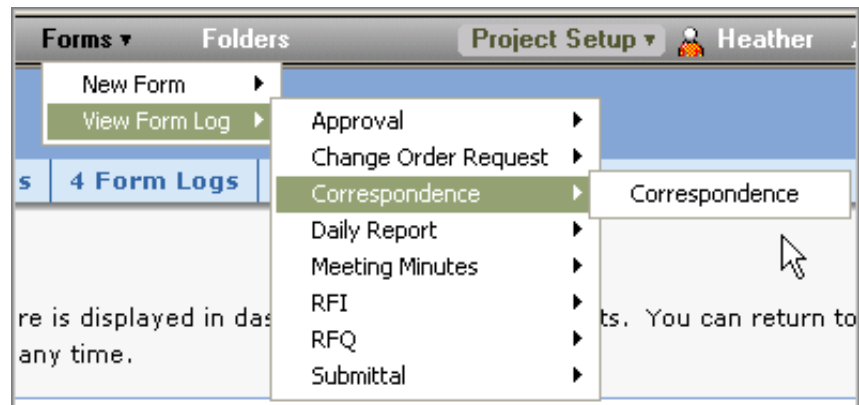 Forms Folders Project Setup Heather
New Form
View Form Log
Approval
Change Order Request
s 4 Form Logs
Correspondence Correspondence
Daily Report
Meeting Minutes
RFI
re is displayed in das ts. You can return to
RFQ
any time.
Submittal